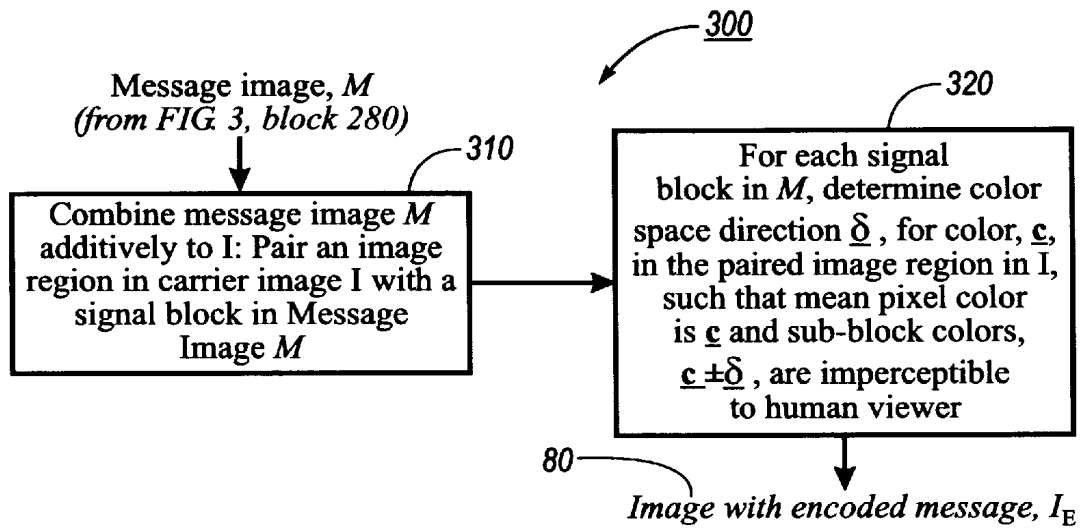 300
Message image, M
(from FIG. 3, block 280)
310
Combine message image M
additively to I: Pair an image
region in carrier image I with a
signal block in Message
Image M
320
For each signal
block in M, determine color
space direction δ , for color, c,
in the paired image region in I,
such that mean pixel color
is c and sub-block colors,
c ±δ , are imperceptible
to human viewer
80
Image with encoded message, IE